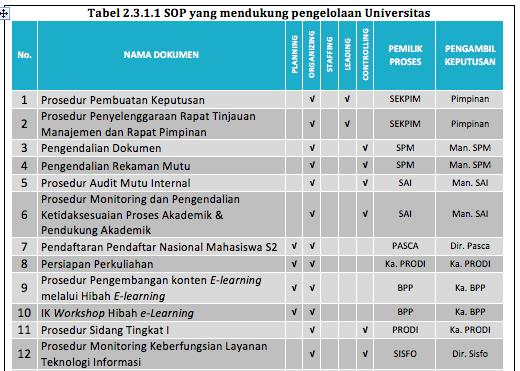 Tabel 2.3.1.1 SOP yang mendukung pengelolaan Universitas
No. NAMA DOKUMEN PLANNING ORGANIZING STAFFING LEADING CONTROLLING PEMILIK PROSES PENGAMBIL KEPUTUSAN
1 Prosedur Pembuatan Keputusan √ √ SEKPIM Pimpinan
2 Prosedur Penyelenggaraan Rapat Tinjauan
Manajemen dan Rapat Pimpinan √ √ SEKPIM Pimpinan
3 Pengendalian Dokumen √ √ SPM Man. SPM
4 Pengendalian Rekaman Mutu √ √ SPM Man. SPM
5 Prosedur Audit Mutu Internal √ √ SAI Man. SAI
6 Prosedur Monitoring dan Pengendalian
Ketidaksesuaian Proses Akademik &
Pendukung Akademik √ √ SAI Man. SAI
7 Pendaftaran Pendaftar Nasional Mahasiswa S2 √ √ PASCA Dir. Pasca
8 Persiapan Perkuliahan √ √ Ka. PRODI Ka. PRODI
9 Prosedur Pengembangan konten E-learning
melalui Hibah E-learning √ √ BPP Ka. BPP
10 IK Workshop Hibah e-Learning √ √ BPP Ka. BPP
11 Prosedur Sidang Tingkat I √ √ PRODI Ka. PRODI
12 Prosedur Monitoring Keberfungsian Layanan
Teknologi Informasi √ √ SISFO Dir. Sisfo